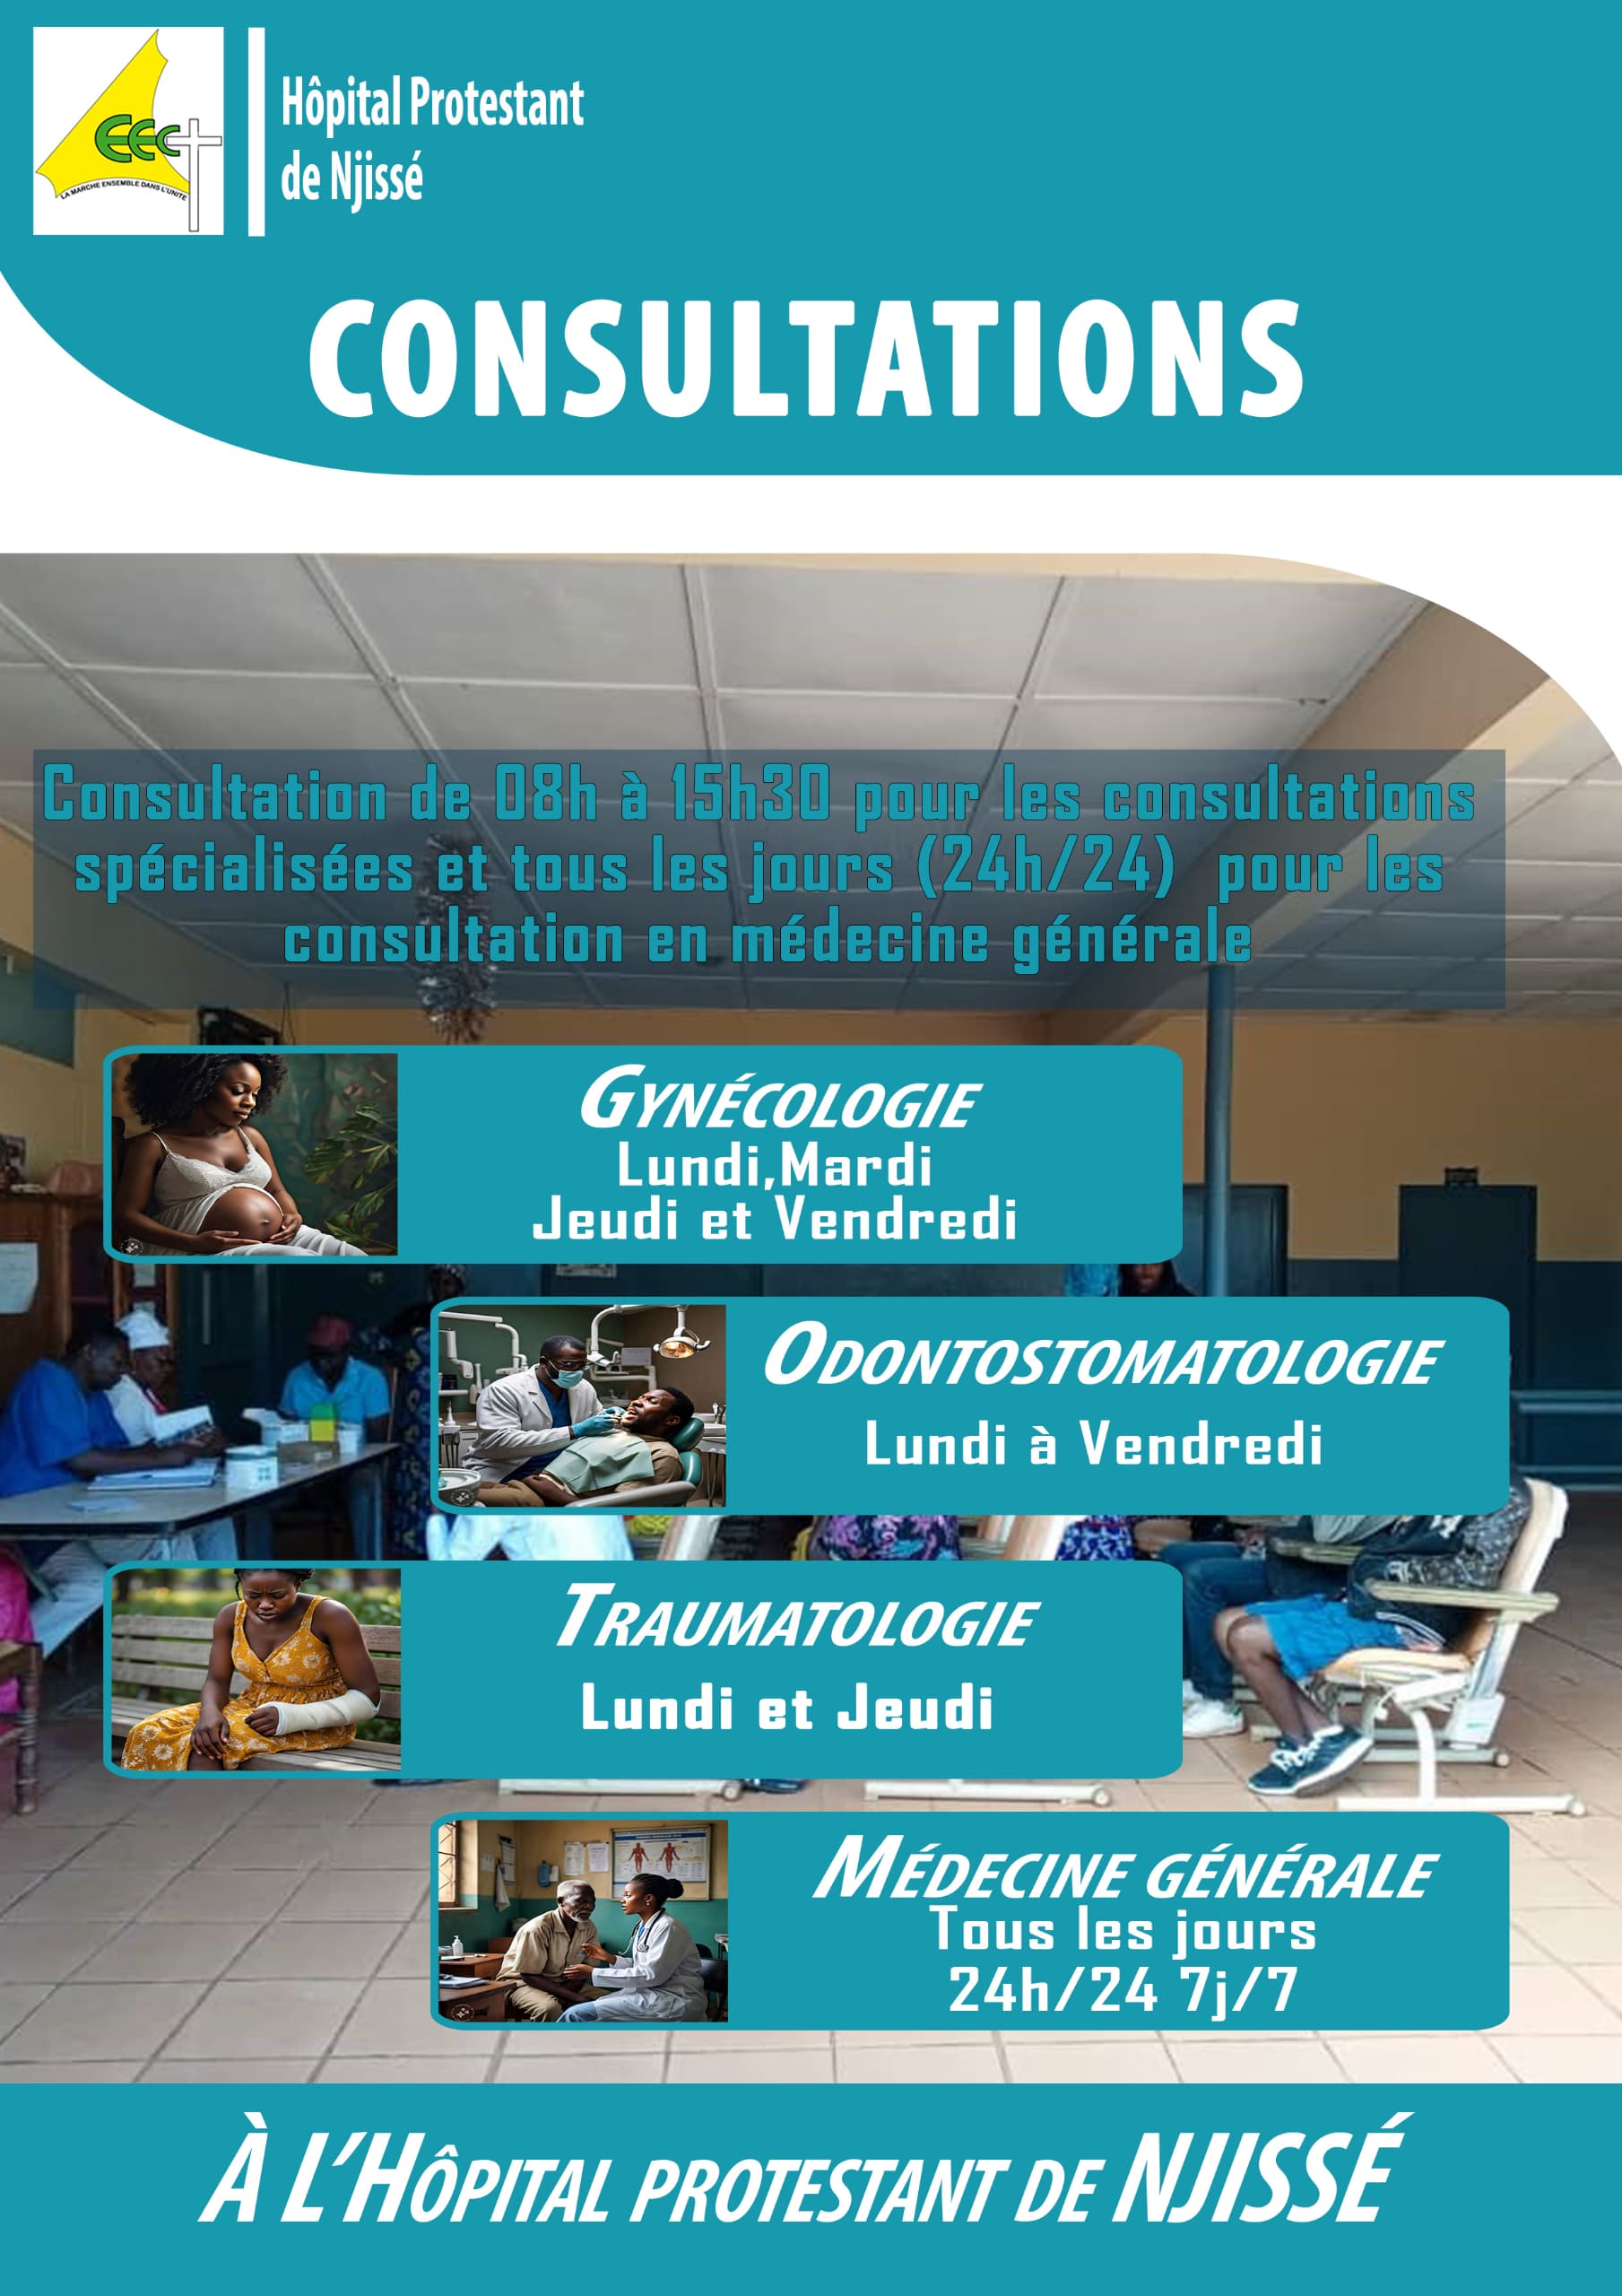 EEC
LA MARCHE ENSEMBLE DANS L'UNITE
Hôpital Protestant
de Njissé
CONSULTATIONS
Consultation de 08h à 15h30 pour les consultations
spécialisées et tous les jours (24h/24) pour les
consultation en médecine générale
GYNÉCOLOGIE
Lundi,Mardi
Jeudi et Vendredi
ODONTOSTOMATOLOGIE
Lundi à Vendredi
TRAUMATOLOGIE
Lundi et Jeudi
MÉDECINE GÉNÉRALE
Tous les jours
24h/24 7j/7
À L'HÔPITAL PROTESTANT DE NJISSÉ